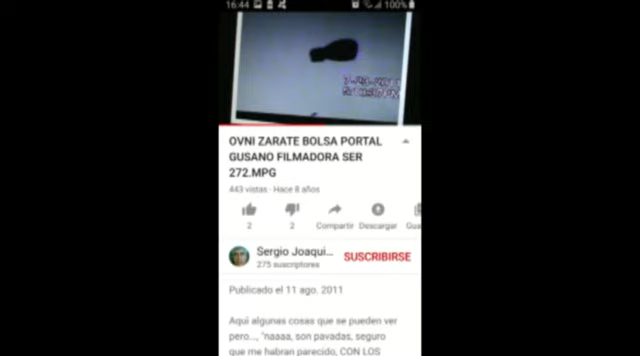 16:44
100%
OVNI ZARATE BOLSA PORTAL
GUSANO FILMADORA SER
272.MPG
443 vistas · Hace 8 años
2
2
Compartir
Descargar
Sergio Joaqui...
275 suscriptores
SUSCRIBIRSE
Publicado el 11 ago. 2011
Aqui algunas cosas que se pueden ver
pero..., "naaaa, son pavadas, seguro
que me habran parecido, CON LOS